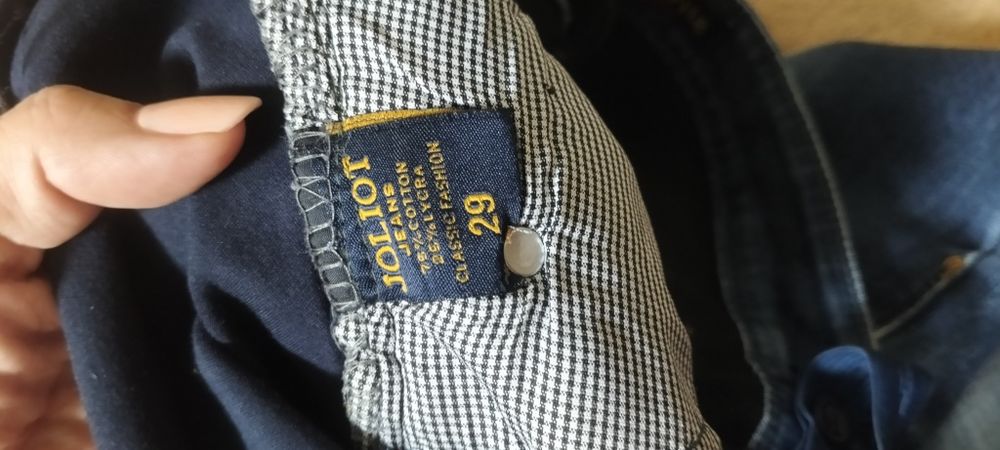 JOLIOT
JEANS
75% COTTON
25% LYCRA
CLASSIC FASHION
29